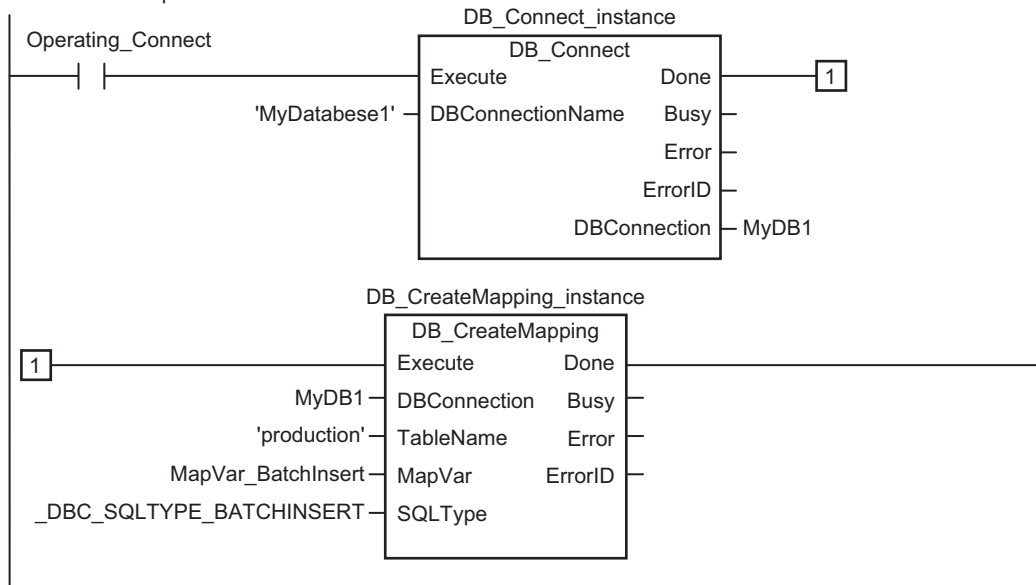 DB_Connect_instance
Operating_Connect
DB_Connect
Execute Done 1
'MyDatabese1' DBConnectionName Busy
Error
ErrorID
DBConnection MyDB1
DB_CreateMapping_instance
DB_CreateMapping
1 Execute Done
MyDB1 DBConnection Busy
'production' TableName Error
MapVar_BatchInsert MapVar ErrorID
_DBC_SQLTYPE_BATCHINSERT SQLType